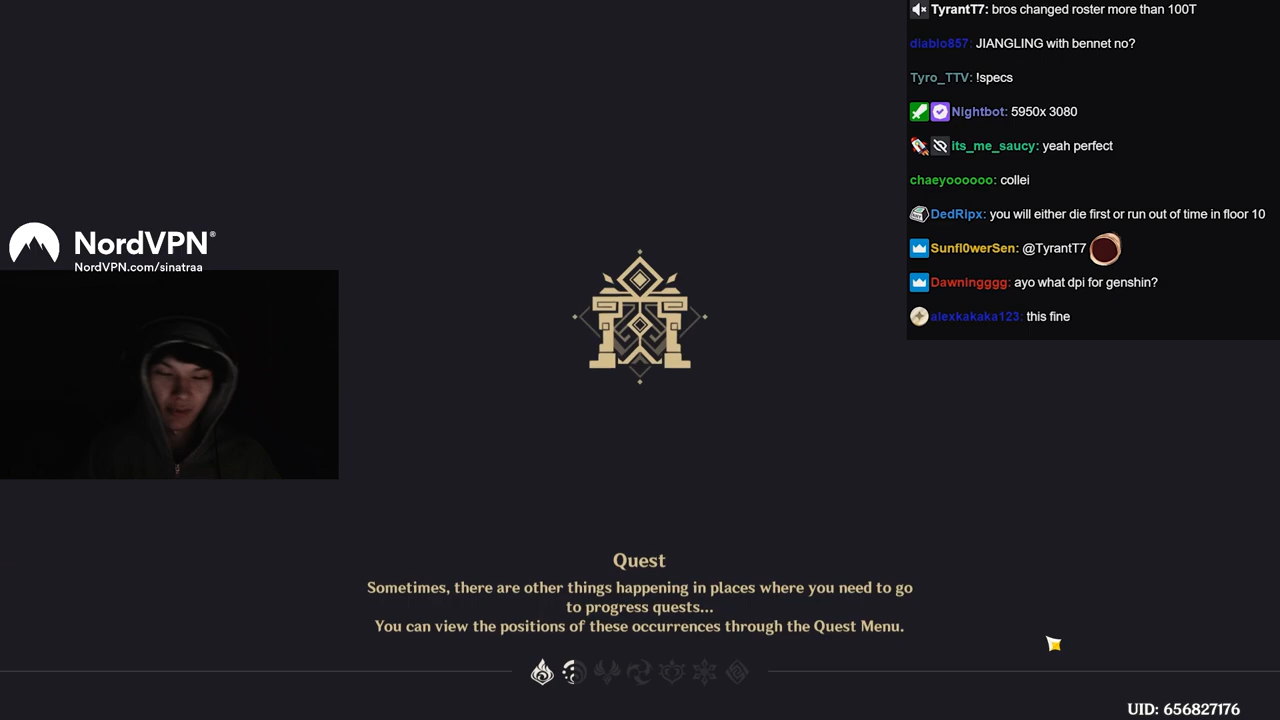 TyrantT7: bros changed roster more than 100T
diablo857: JIANGLING with bennet no?
Tyro_TTV: !specs
Nightbot: 5950x 3080
its_me_saucy: yeah perfect
chaeyoooooo: collei
DedRipx: you will either die first or run out of time in floor 10
Sunfl0werSen: @TyrantT7
Dawningggg: ayo what dpi for genshin?
alexkakaka123: this fine
NordVPN®
NordVPN.com/sinatraa
Quest
Sometimes, there are other things happening in places where you need to go
to progress quests...
You can view the positions of these occurrences through the Quest Menu.
UID: 656827176